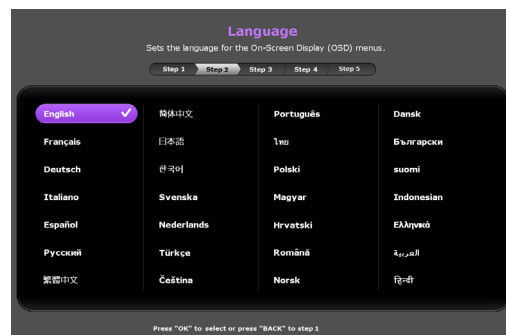 Language
Sets the language for the On-Screen Display (OSD) menus.
Step 1 Step 2 Step 3 Step 4 Step 5
English 简体中文 Português Dansk
Français 日本語 ไทย Български
Deutsch 한국어 Polski suomi
Italiano Svenska Magyar Indonesian
Español Nederlands Hrvatski Ελληνικά
Русский Türkçe Română العربية
繁體中文 Čeština Norsk हिन्दी
Press "OK" to select or press "BACK" to step 1